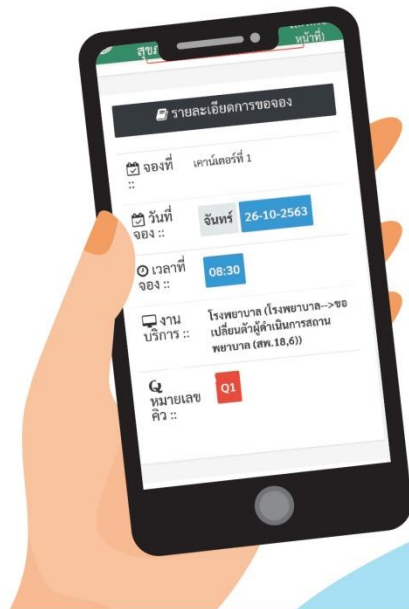 หน้าที่)
รายละเอียดการขอจอง
จองที่ ::
เคาน์เตอร์ที่ 1
วันที่จอง ::
จันทร์ 26-10-2563
เวลาที่จอง ::
08:30
งานบริการ ::
โรงพยาบาล (โรงพยาบาล-->ขอ
เปลี่ยนตัวผู้ดำเนินการสถาน
พยาบาล (สพ.18,6))
หมายเลขคิว ::
Q1